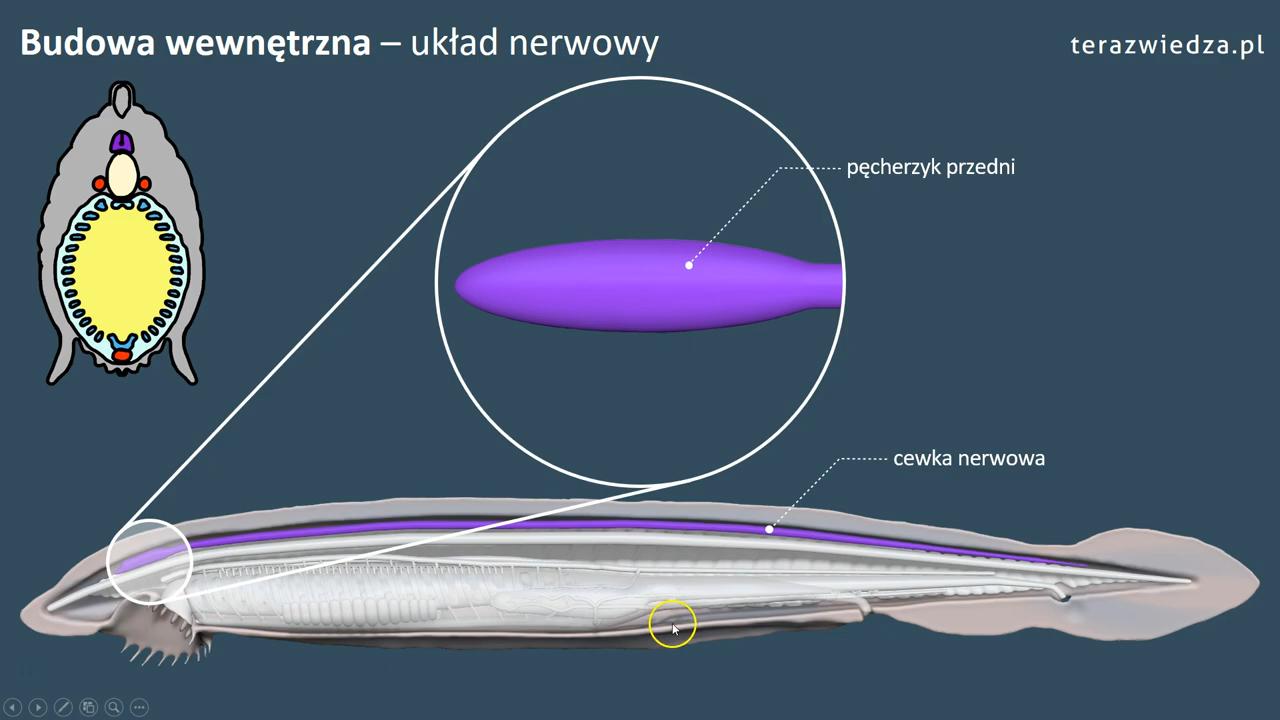 Budowa wewnętrzna – układ nerwowy
terazwiedza.pl
pęcherzyk przedni
cewka nerwowa